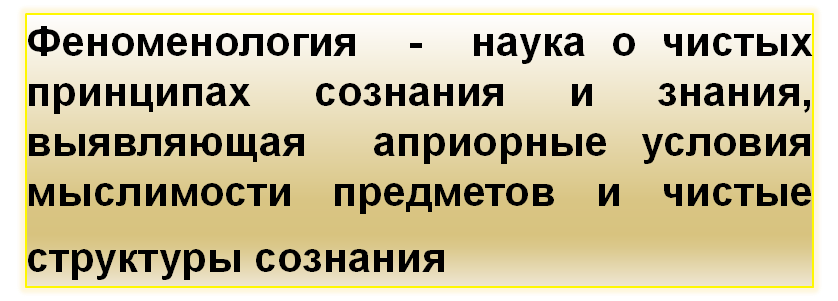 Феноменология - наука о чистых
принципах сознания и знания,
выявляющая априорные условия
мыслимости предметов и чистые
структуры сознания